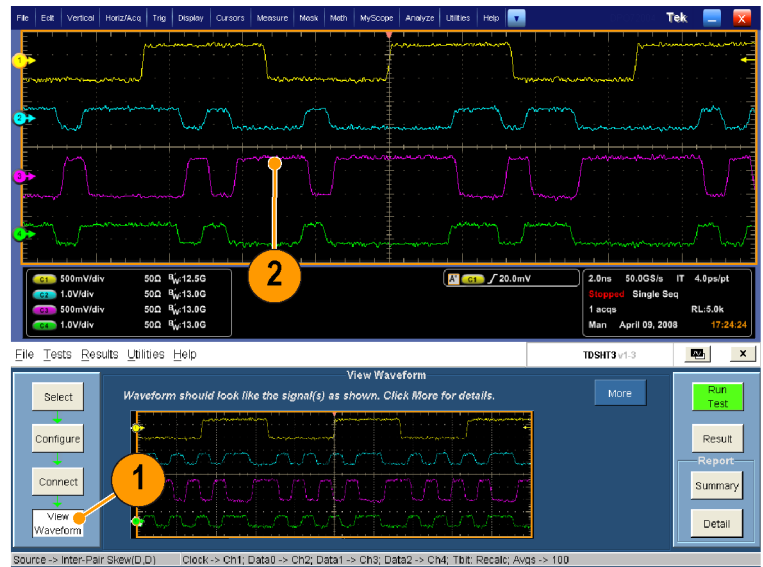 File Edit Vertical Horiz/Acq Trig Display Cursors Measure Mask Math MyScope Analyze Utilities Help Tek X
1
2
3
4
2
C1 500mV/div 50Ω BW:12.5G
C2 1.0V/div 50Ω BW:13.0G
C3 500mV/div 50Ω BW:13.0G
C4 1.0V/div 50Ω BW:13.0G
A' C1 20.0mV
2.0ns 50.0GS/s IT 4.0ps/pt
Stopped Single Seq
1 acqs RL:5.0k
Man April 09, 2008 17:24:24
File Tests Results Utilities Help TDSHT3 v1-3 x
View Waveform
Waveform should look like the signal(s) as shown. Click More for details.
More
Select
Configure
Connect
View
Waveform
1
Run
Test
Result
Report
Summary
Detail
Source -> Inter-Pair Skew(D,D) Clock -> Ch1; Data0 -> Ch2; Data1 -> Ch3; Data2 -> Ch4; Tbit: Recalc; Avgs -> 100